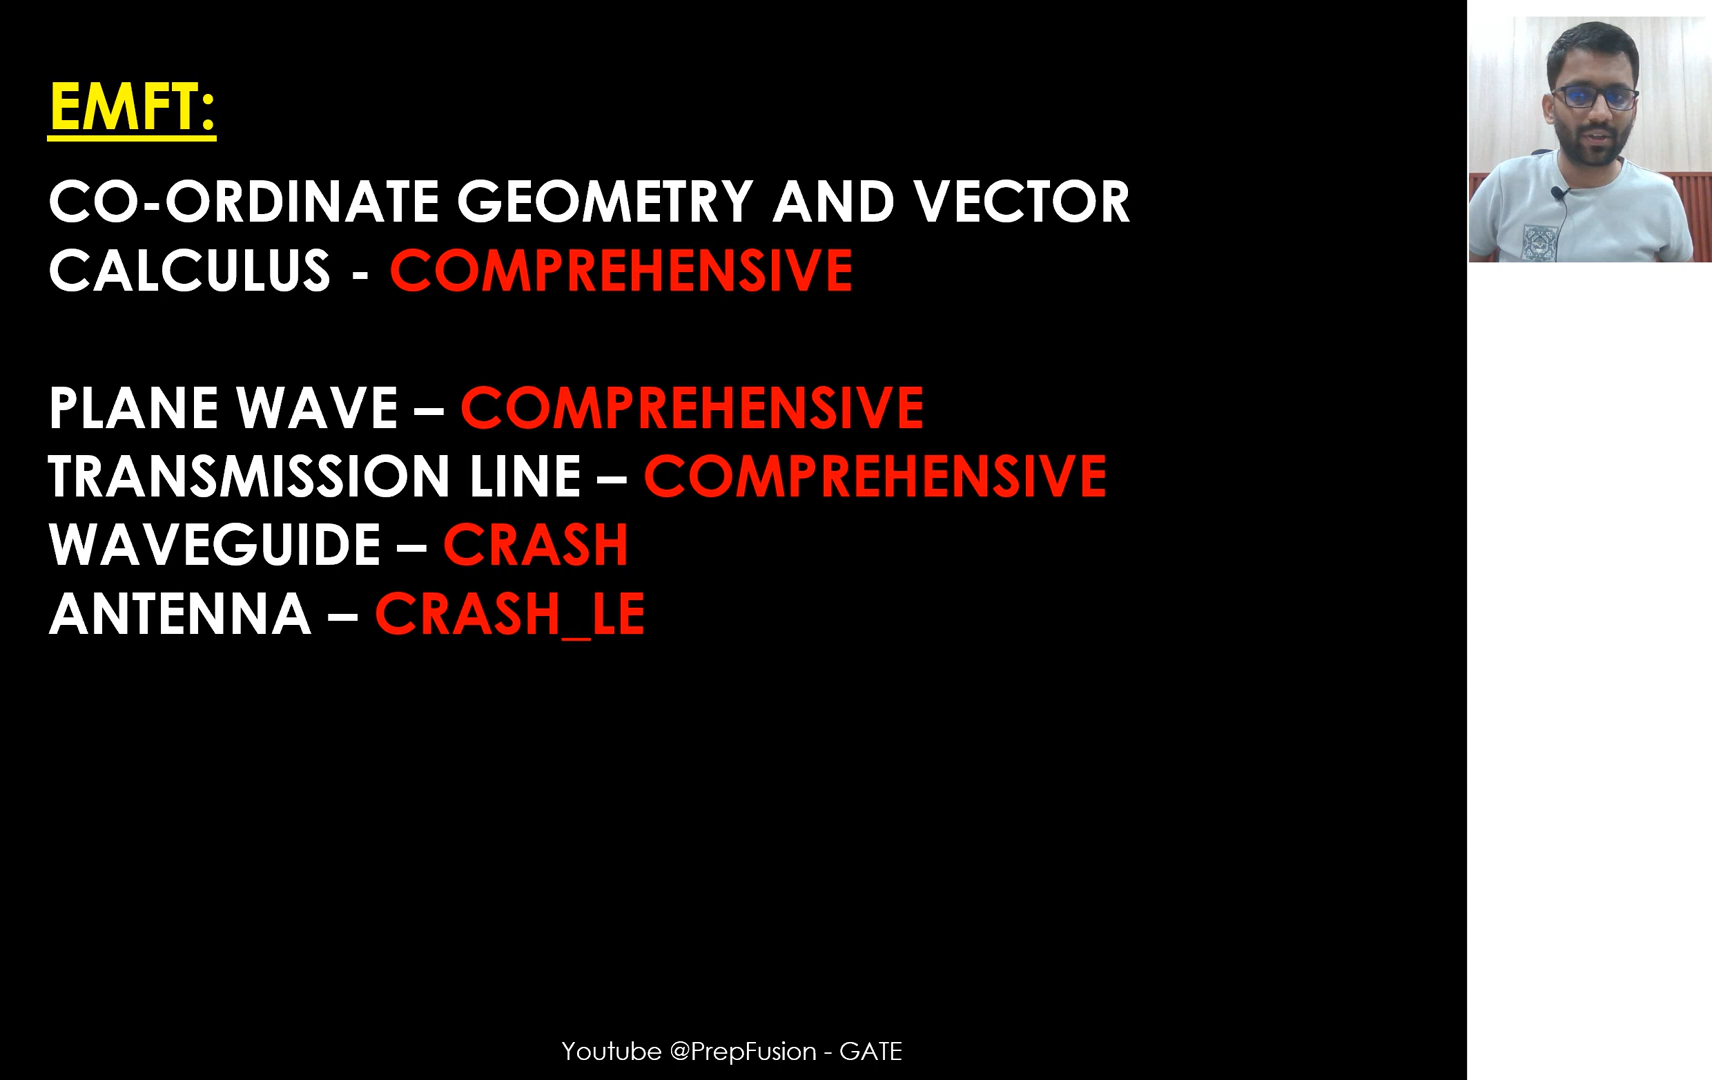 EMFT:
CO-ORDINATE GEOMETRY AND VECTOR
CALCULUS - COMPREHENSIVE
PLANE WAVE – COMPREHENSIVE
TRANSMISSION LINE – COMPREHENSIVE
WAVEGUIDE – CRASH
ANTENNA – CRASH_LE
Youtube @PrepFusion - GATE